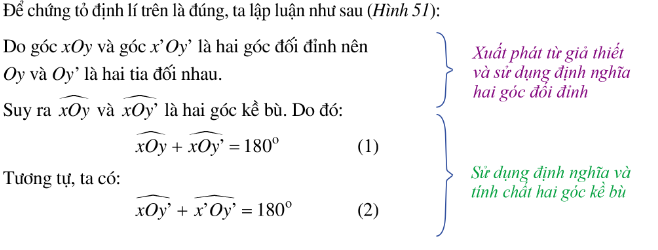 Để chứng tỏ định lí trên là đúng, ta lập luận như sau (Hình 51):
Do góc xOy và góc x’Oy’ là hai góc đối đỉnh nên
Oy và Oy’ là hai tia đối nhau.
Xuất phát từ giả thiết
và sử dụng định nghĩa
hai góc đối đỉnh
Suy ra xOy và xOy’ là hai góc kề bù. Do đó:
xOy + xOy’ = 180° (1)
Tương tự, ta có:
xOy’ + x’Oy’ = 180° (2)
Sử dụng định nghĩa và
tính chất hai góc kề bù